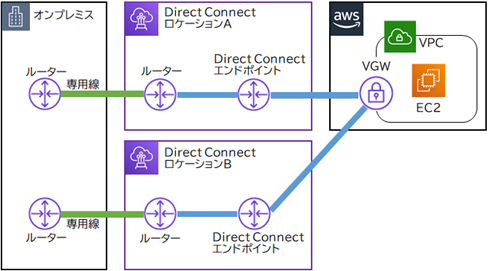 オンプレミス
ルーター
専用線
ルーター
専用線
Direct Connect
ロケーションA
ルーター
Direct Connect
エンドポイント
Direct Connect
ロケーションB
ルーター
Direct Connect
エンドポイント
aws
VPC
VGW
EC2